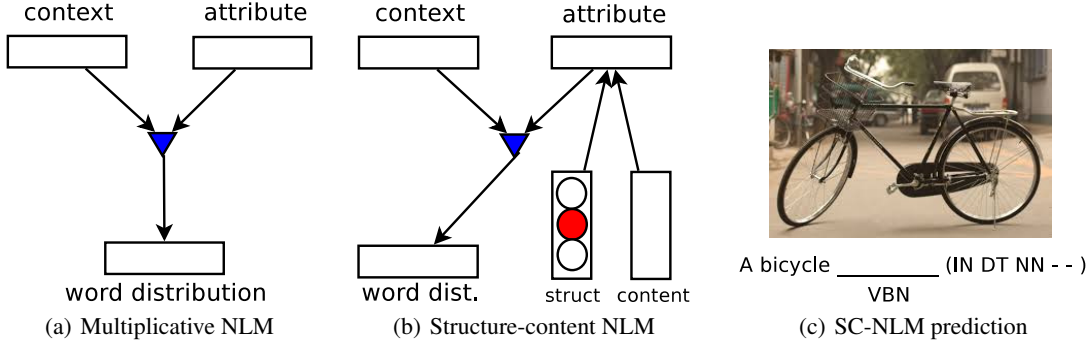 context attribute
word distribution
(a) Multiplicative NLM
context attribute
word dist. struct content
(b) Structure-content NLM
A bicycle ________ (IN DT NN - - )
VBN
(c) SC-NLM prediction